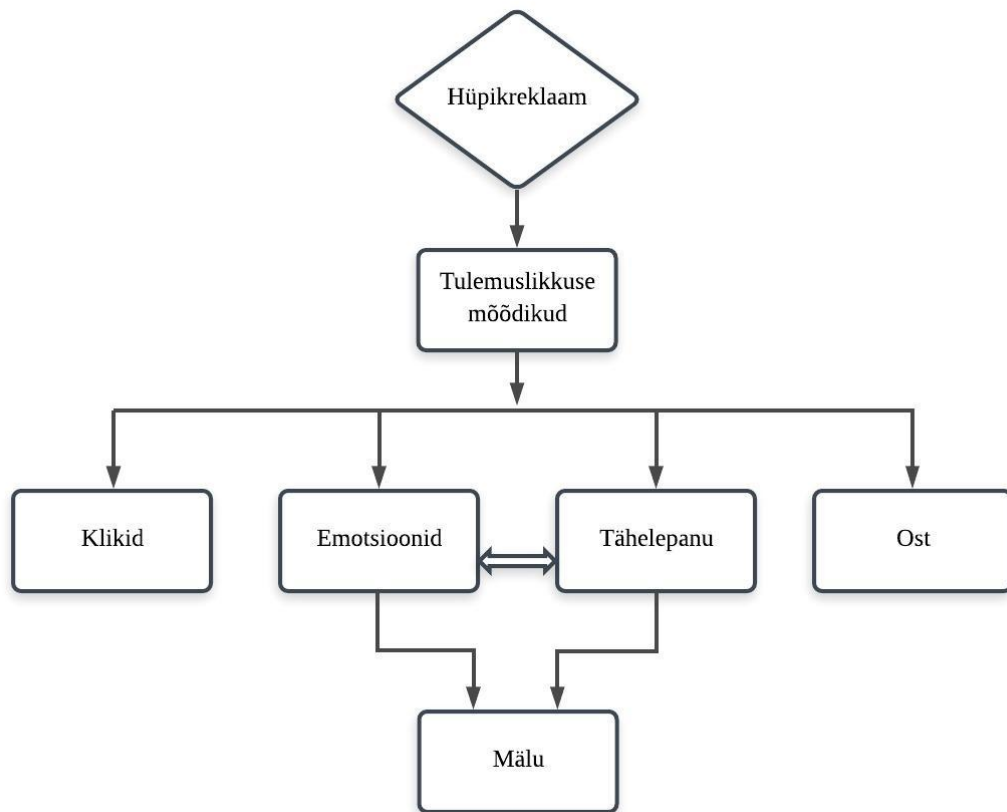 Hüpikreklaam
Tulemuslikkuse
mõõdikud
Klikid
Emotsioonid
Tähelepanu
Ost
Mälu